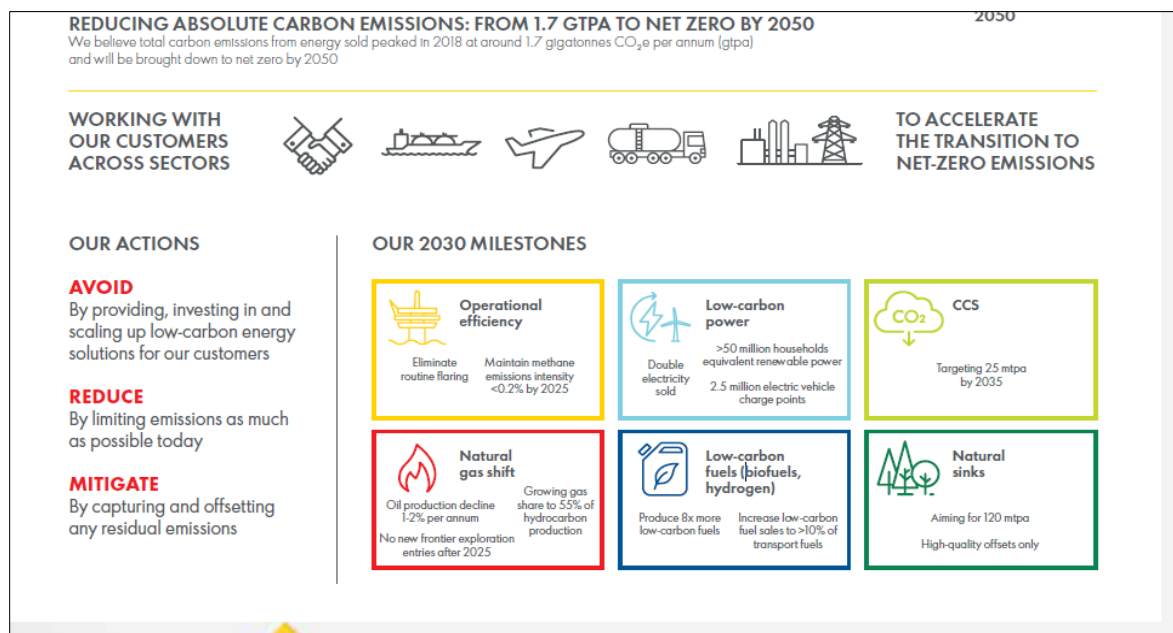 REDUCING ABSOLUTE CARBON EMISSIONS: FROM 1.7 GTPA TO NET ZERO BY 2050
2050
We believe total carbon emissions from energy sold peaked in 2018 at around 1.7 gigatonnes CO₂e per annum (gtpa)
and will be brought down to net zero by 2050
WORKING WITH
OUR CUSTOMERS
ACROSS SECTORS
TO ACCELERATE
THE TRANSITION TO
NET-ZERO EMISSIONS
OUR ACTIONS
AVOID
By providing, investing in and
scaling up low-carbon energy
solutions for our customers
REDUCE
By limiting emissions as much
as possible today
MITIGATE
By capturing and offsetting
any residual emissions
OUR 2030 MILESTONES
Operational
efficiency
Eliminate
routine flaring
Maintain methane
emissions intensity
<0.2% by 2025
Low-carbon
power
Double
electricity
sold
>50 million households
equivalent renewable power
2.5 million electric vehicle
charge points
CO₂
CCS
Targeting 25 mtpa
by 2035
Natural
gas shift
Oil production decline
1-2% per annum
No new frontier exploration
entries after 2025
Growing gas
share to 55% of
hydrocarbon
production
Low-carbon
fuels (biofuels,
hydrogen)
Produce 8x more
low-carbon fuels
Increase low-carbon
fuel sales to >10% of
transport fuels
Natural
sinks
Aiming for 120 mtpa
High-quality offsets only